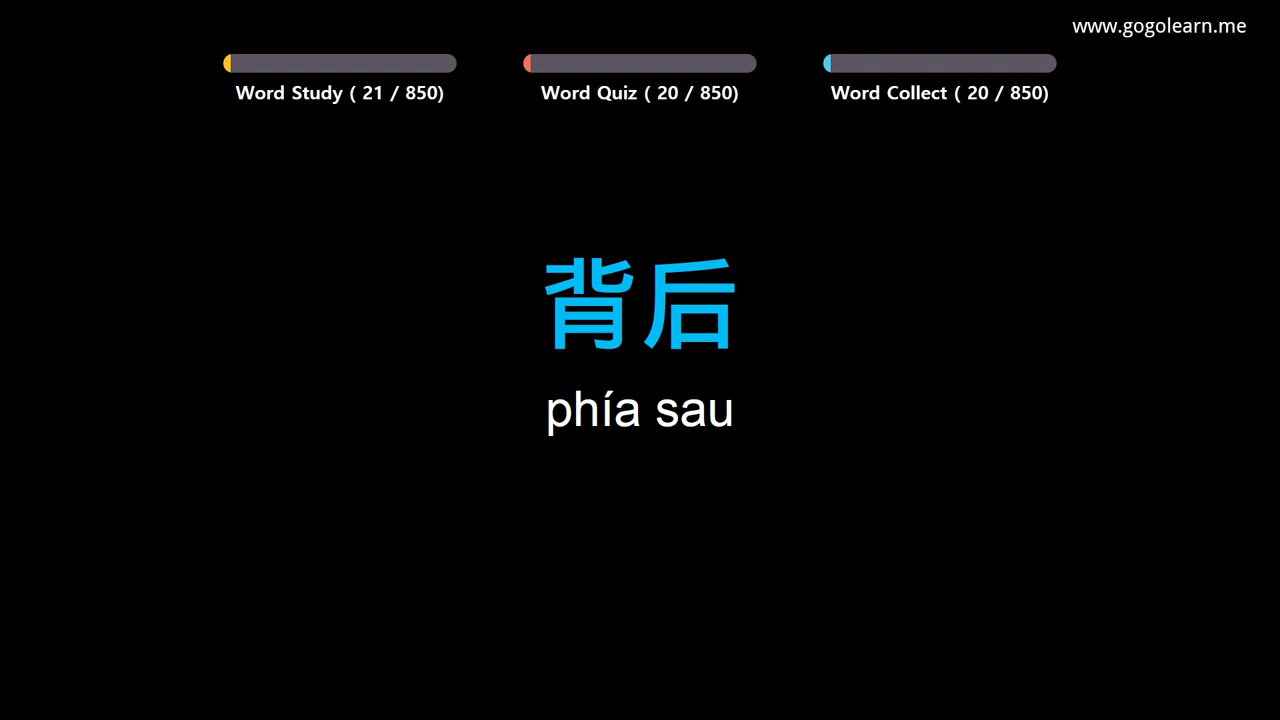 www.gogolearn.me
Word Study ( 21 / 850)
Word Quiz ( 20 / 850)
Word Collect ( 20 / 850)
背后
phía sau